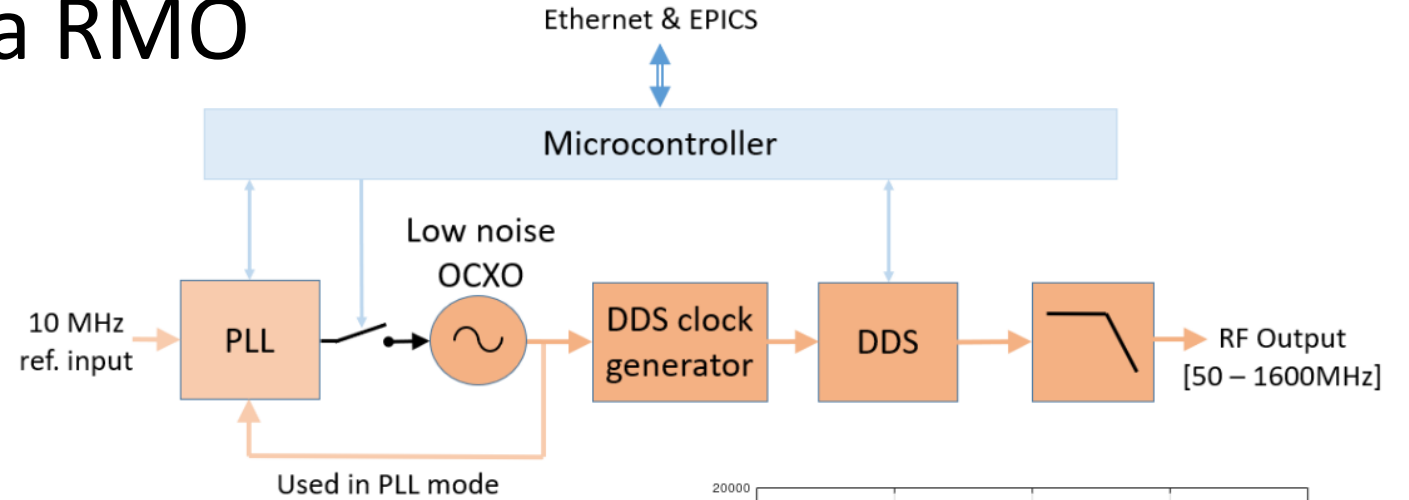 a RMO
Ethernet & EPICS
Microcontroller
Low noise
OCXO
10 MHz
ref. input
PLL
DDS clock
generator
DDS
RF Output
[50 – 1600MHz]
Used in PLL mode
20000